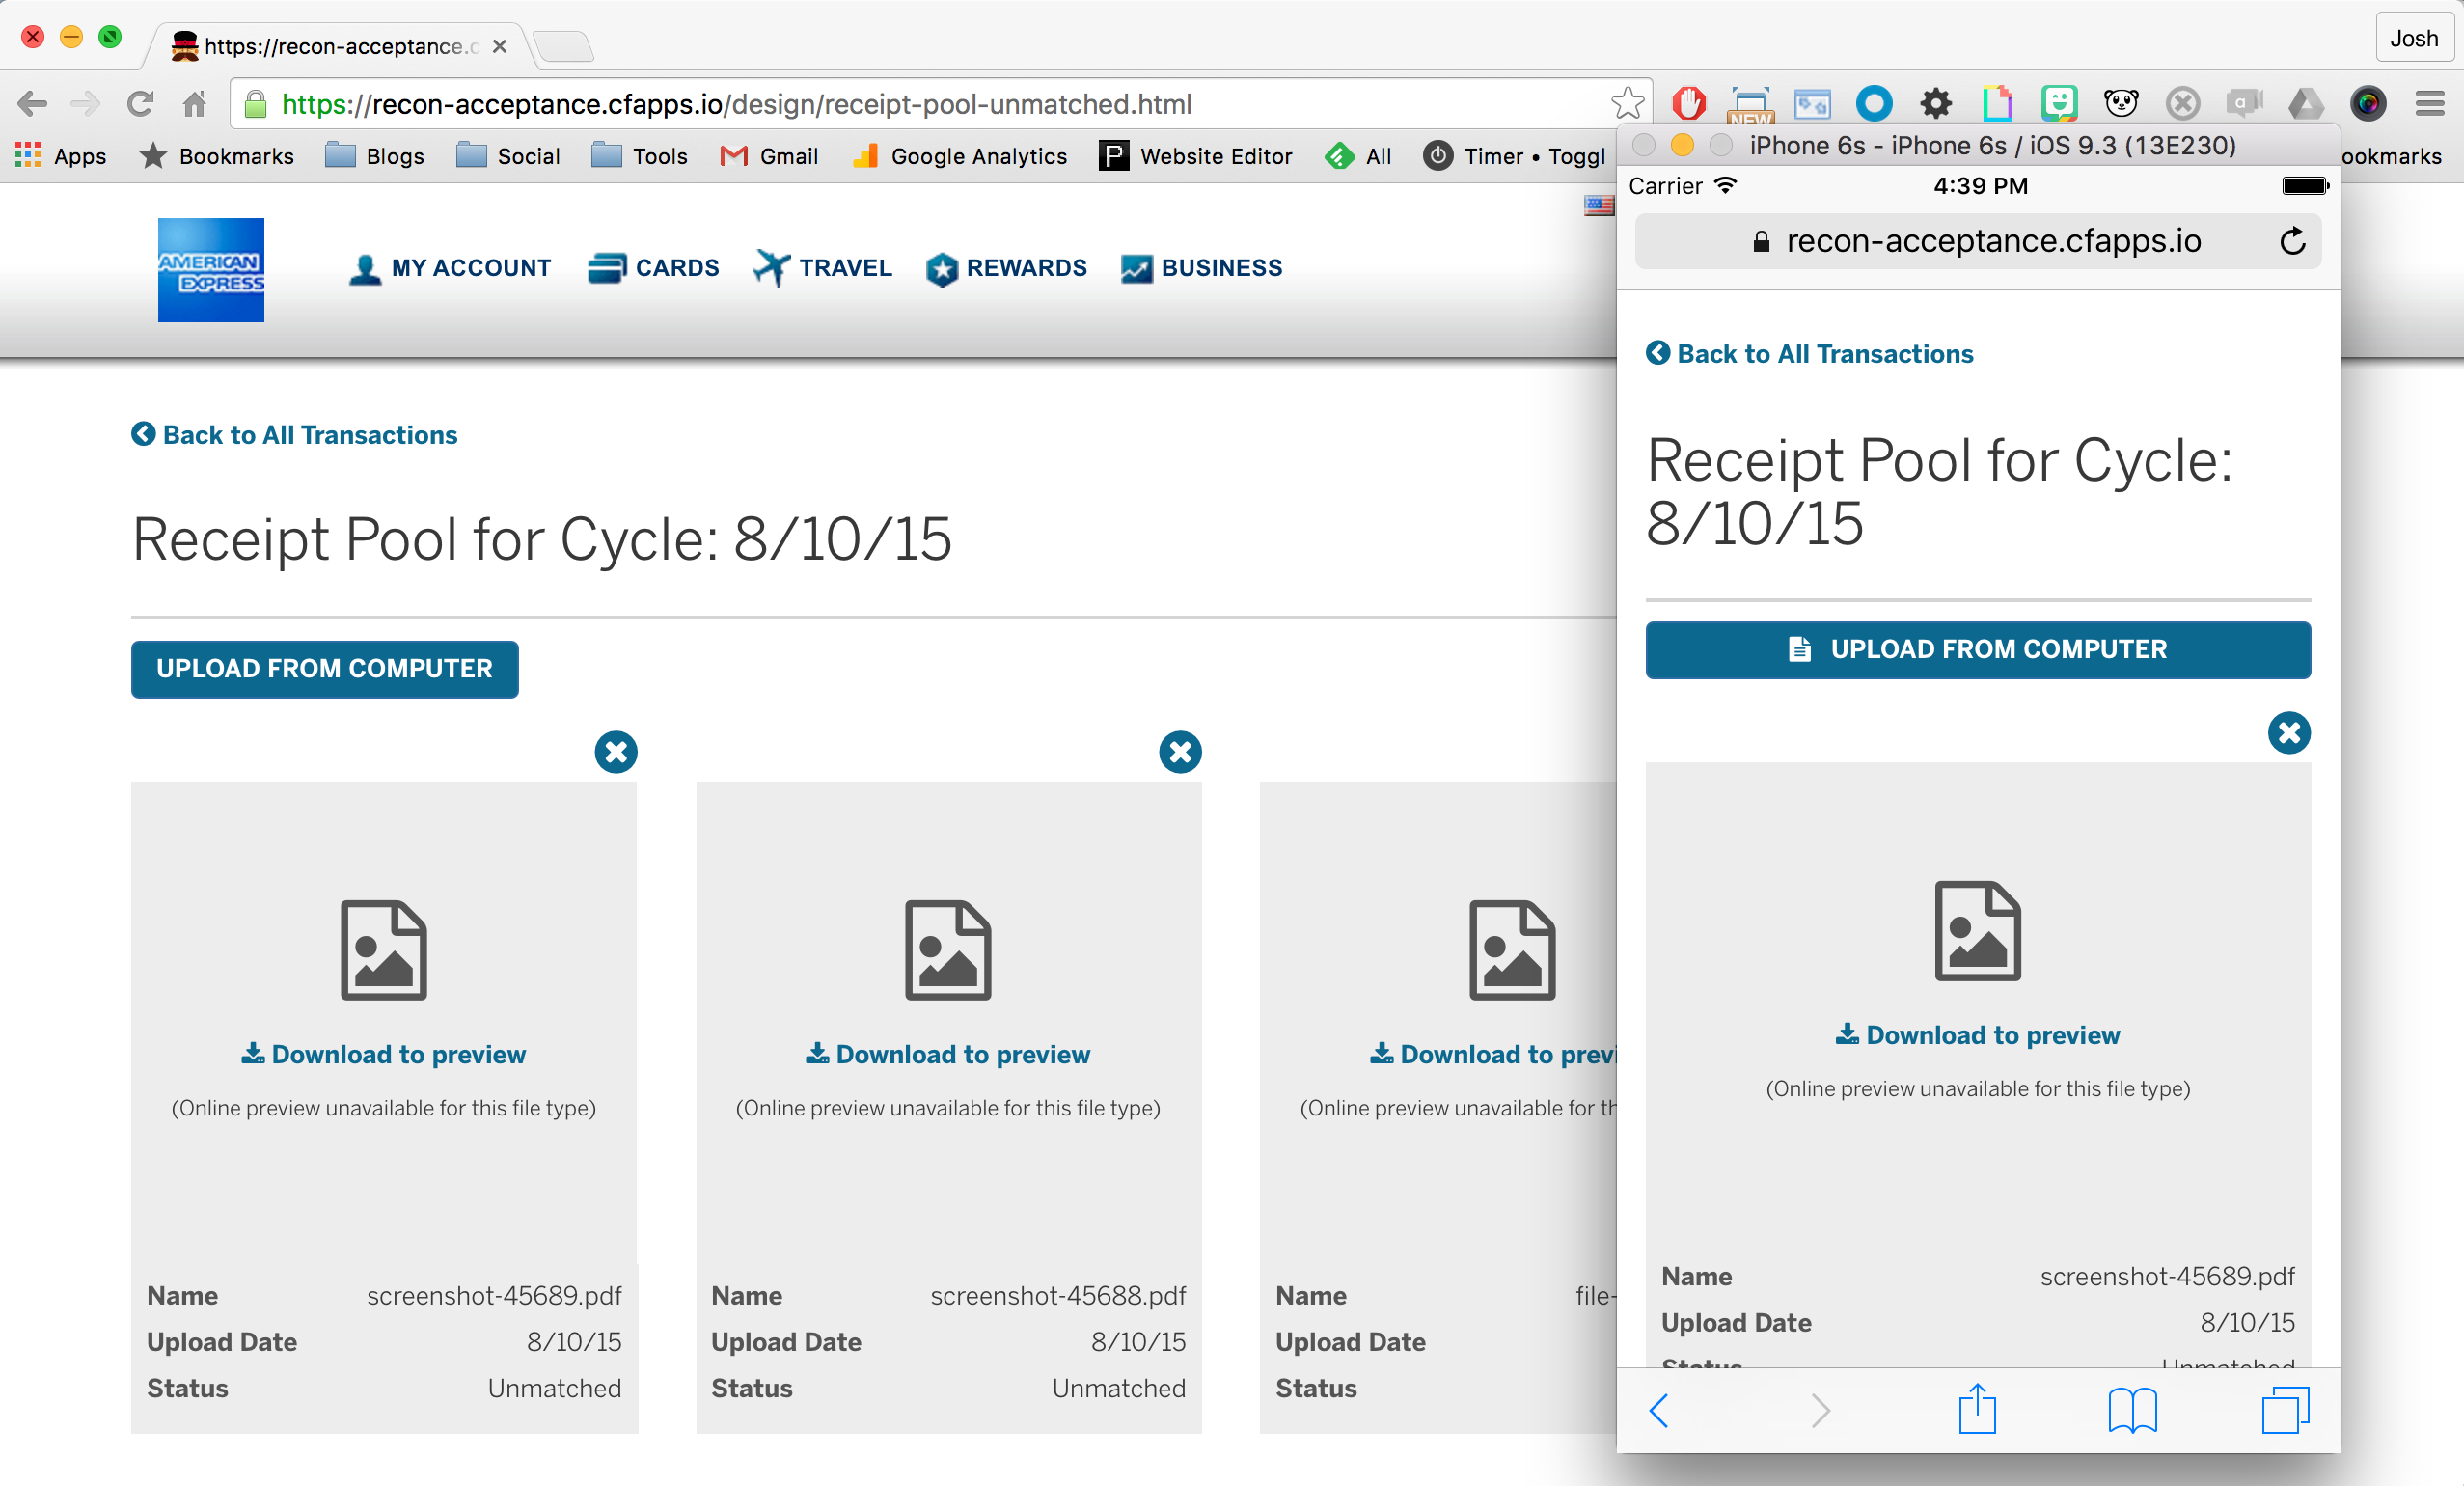 Josh
https://recon-acceptance.c
https://recon-acceptance.cfapps.io/design/receipt-pool-unmatched.html
NEW
Apps
Bookmarks
Blogs
Social
Tools
Gmail
Google Analytics
P Website Editor
All
Timer • Toggl
ookmarks
AMERICAN
EXPRESS
MY ACCOUNT
CARDS
TRAVEL
REWARDS
BUSINESS
Back to All Transactions
Receipt Pool for Cycle: 8/10/15
UPLOAD FROM COMPUTER
Download to preview
(Online preview unavailable for this file type)
Name screenshot-45689.pdf
Upload Date 8/10/15
Status Unmatched
Download to preview
(Online preview unavailable for this file type)
Name screenshot-45688.pdf
Upload Date 8/10/15
Status Unmatched
Download to previ
(Online preview unavailable for th
Name file-
Upload Date
Status
iPhone 6s - iPhone 6s / iOS 9.3 (13E230)
Carrier 4:39 PM
recon-acceptance.cfapps.io
Back to All Transactions
Receipt Pool for Cycle:
8/10/15
UPLOAD FROM COMPUTER
Download to preview
(Online preview unavailable for this file type)
Name screenshot-45689.pdf
Upload Date 8/10/15
Status Unmatched